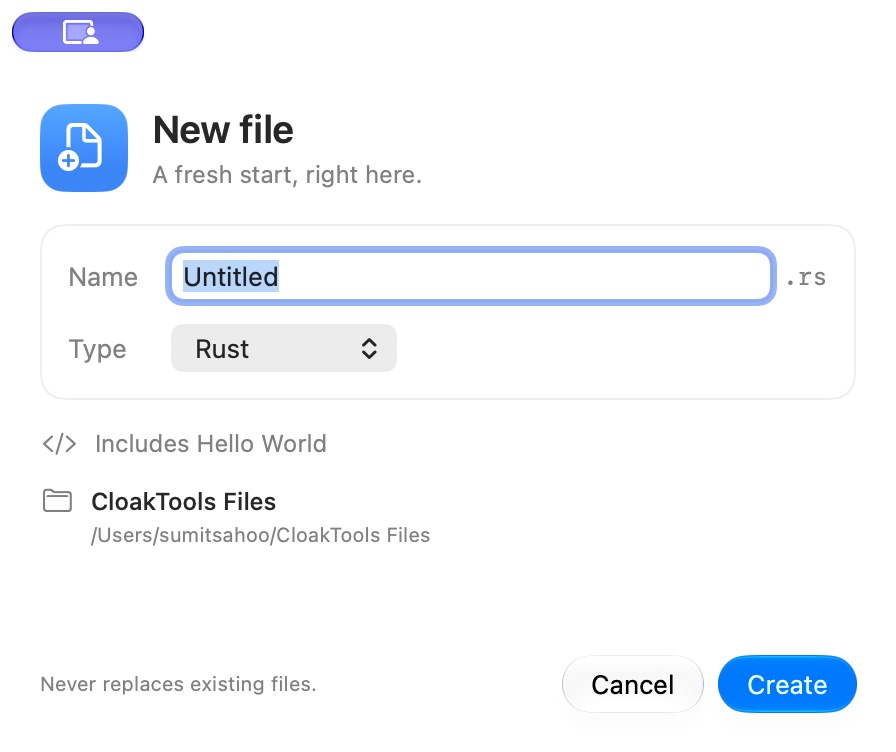 New file
A fresh start, right here.
Name Untitled .rs
Type Rust
</> Includes Hello World
CloakTools Files
/Users/sumitsahoo/CloakTools Files
Never replaces existing files. Cancel Create